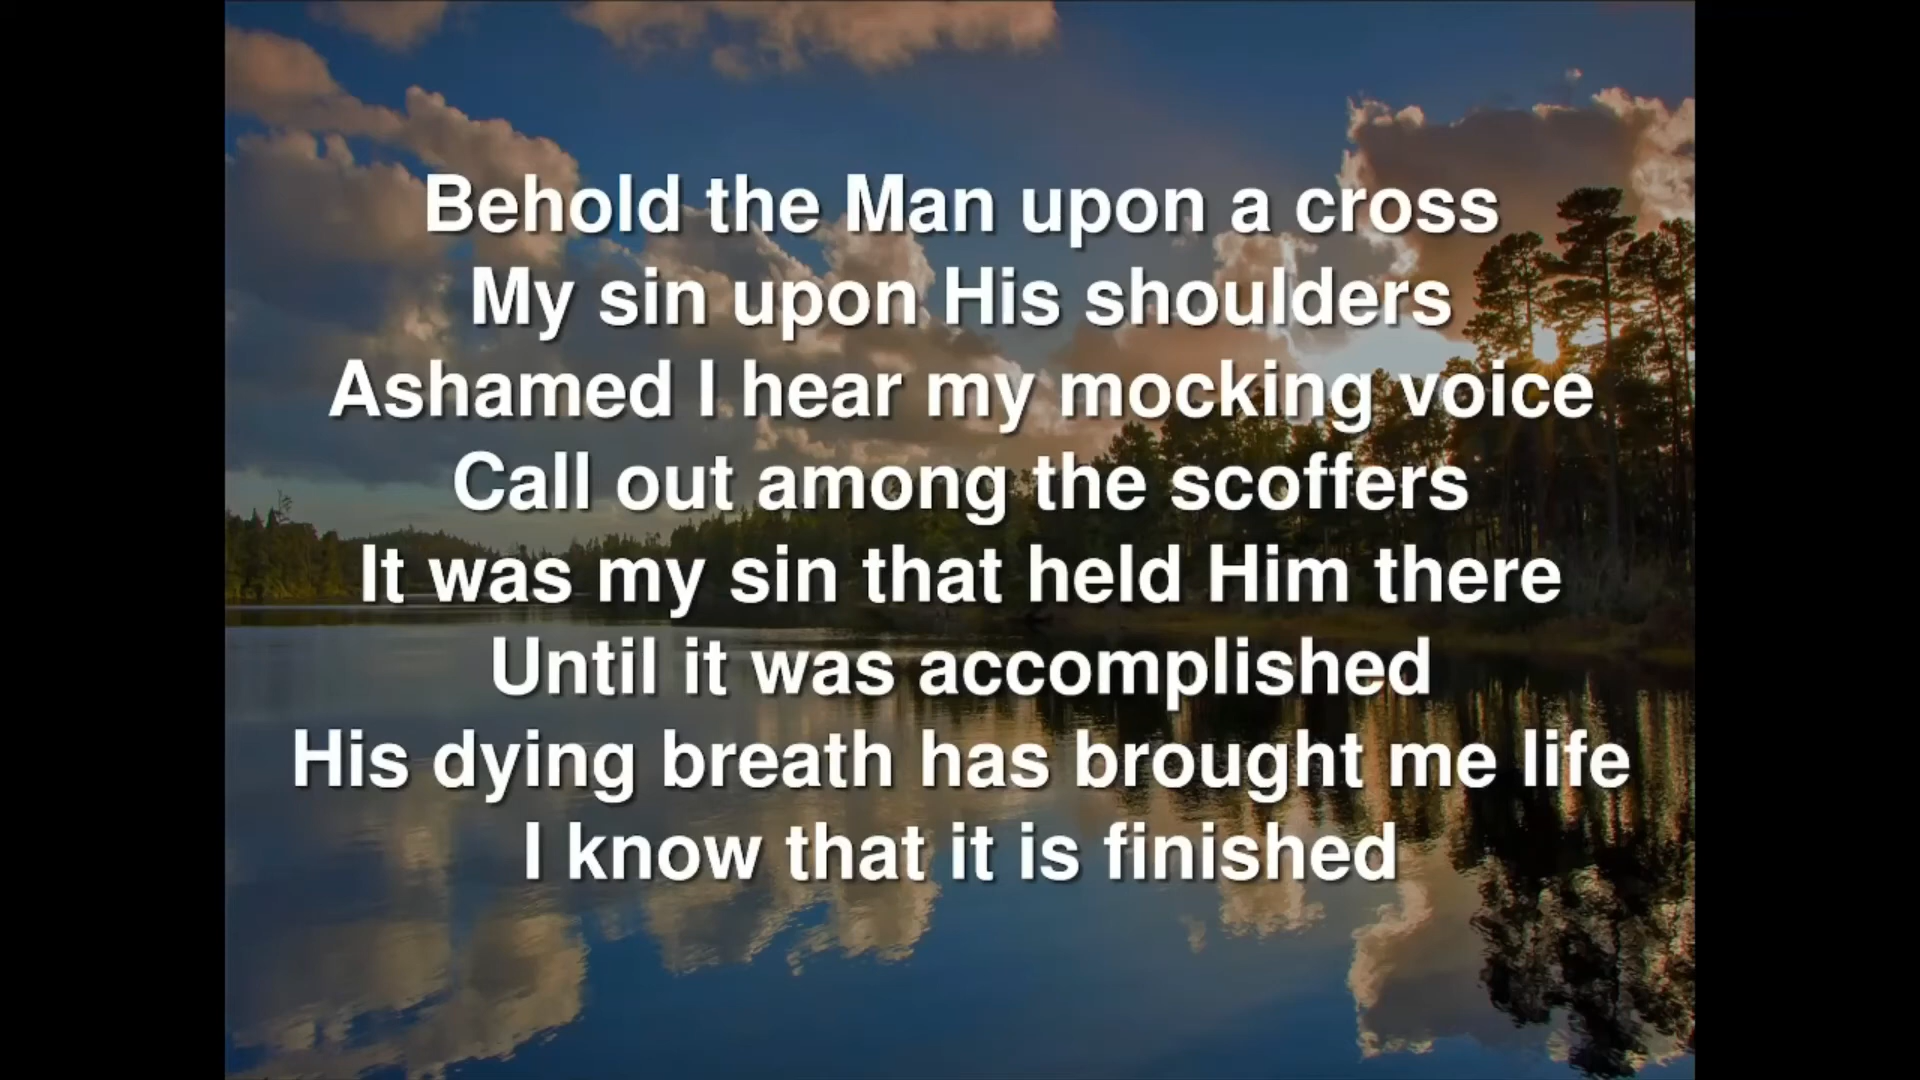 Behold the Man upon a cross
My sin upon His shoulders
Ashamed I hear my mocking voice
Call out among the scoffers
It was my sin that held Him there
Until it was accomplished
His dying breath has brought me life
I know that it is finished